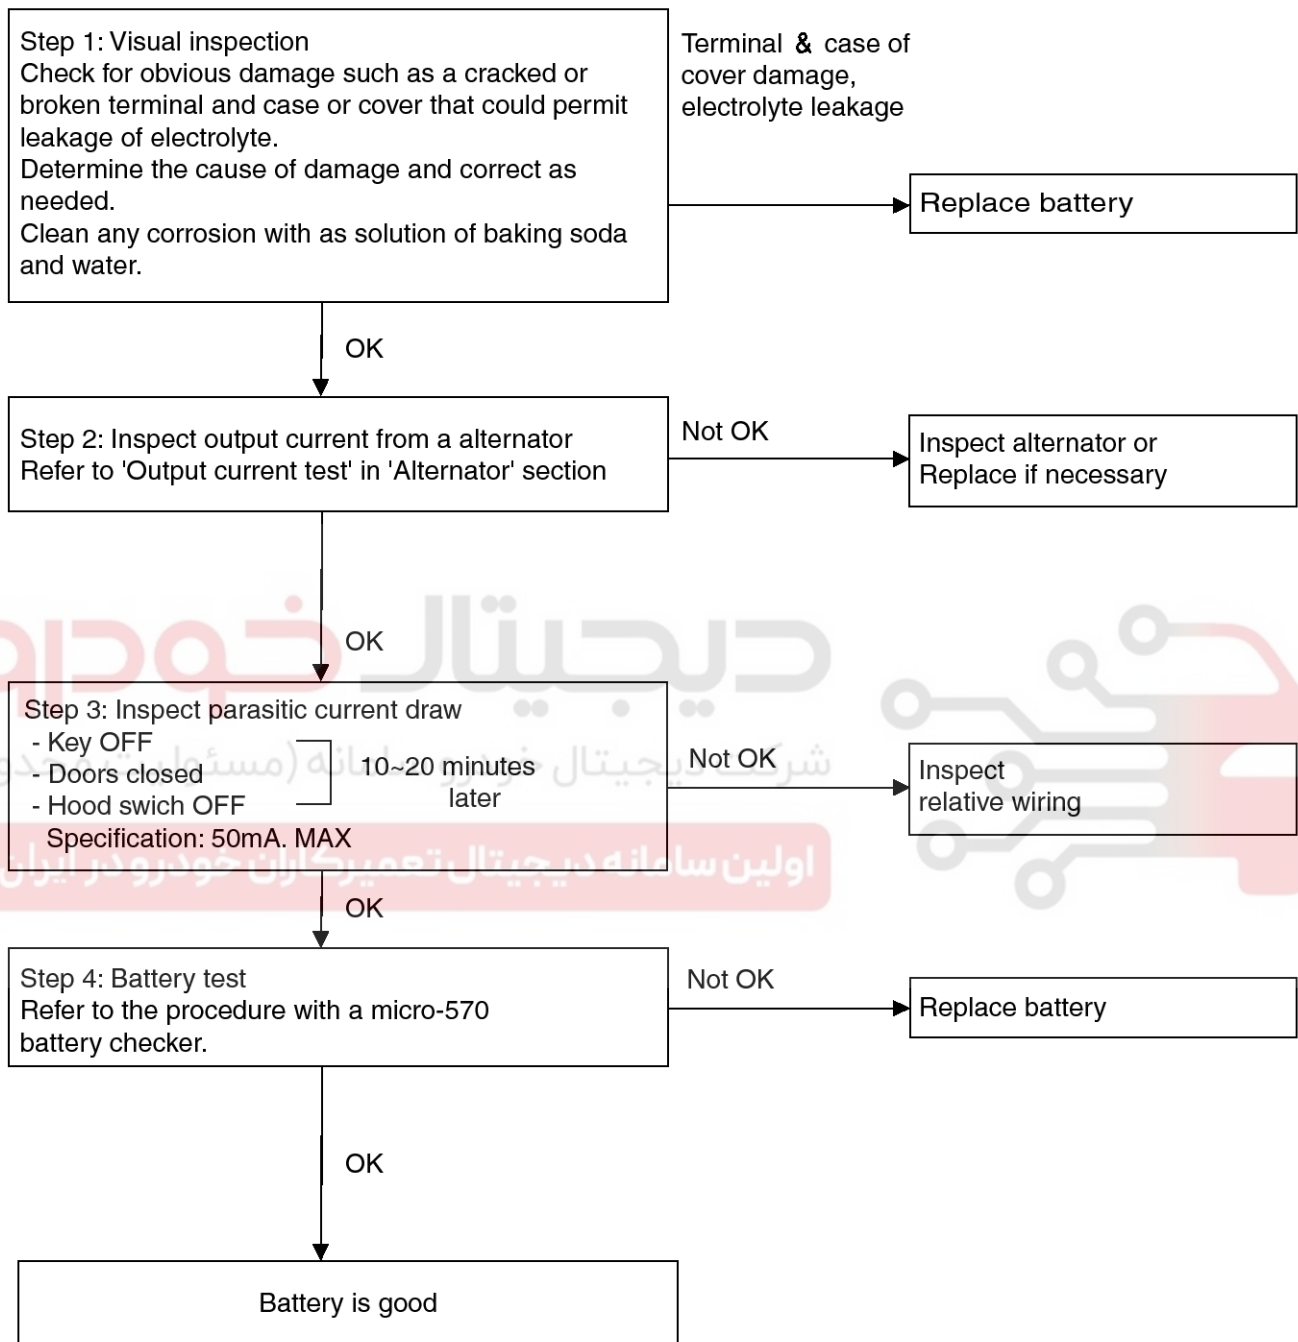 Step 1: Visual inspection
Check for obvious damage such as a cracked or
broken terminal and case or cover that could permit
leakage of electrolyte.
Determine the cause of damage and correct as
needed.
Clean any corrosion with as solution of baking soda
and water.
Terminal & case of
cover damage,
electrolyte leakage
Replace battery
OK
Step 2: Inspect output current from a alternator
Refer to 'Output current test' in 'Alternator' section
Not OK
Inspect alternator or
Replace if necessary
OK
دیجیتال خودرو
Step 3: Inspect parasitic current draw
- Key OFF
- Doors closed
- Hood swich OFF
10~20 minutes
later
Specification: 50mA. MAX
Not OK
Inspect
relative wiring
شرکت دیجیتال خودرو سامانه (مسئولیت
اولین سامانه دیجیتال تعمیرکاران خودرو در ایران
OK
Step 4: Battery test
Refer to the procedure with a micro-570
battery checker.
Not OK
Replace battery
OK
Battery is good